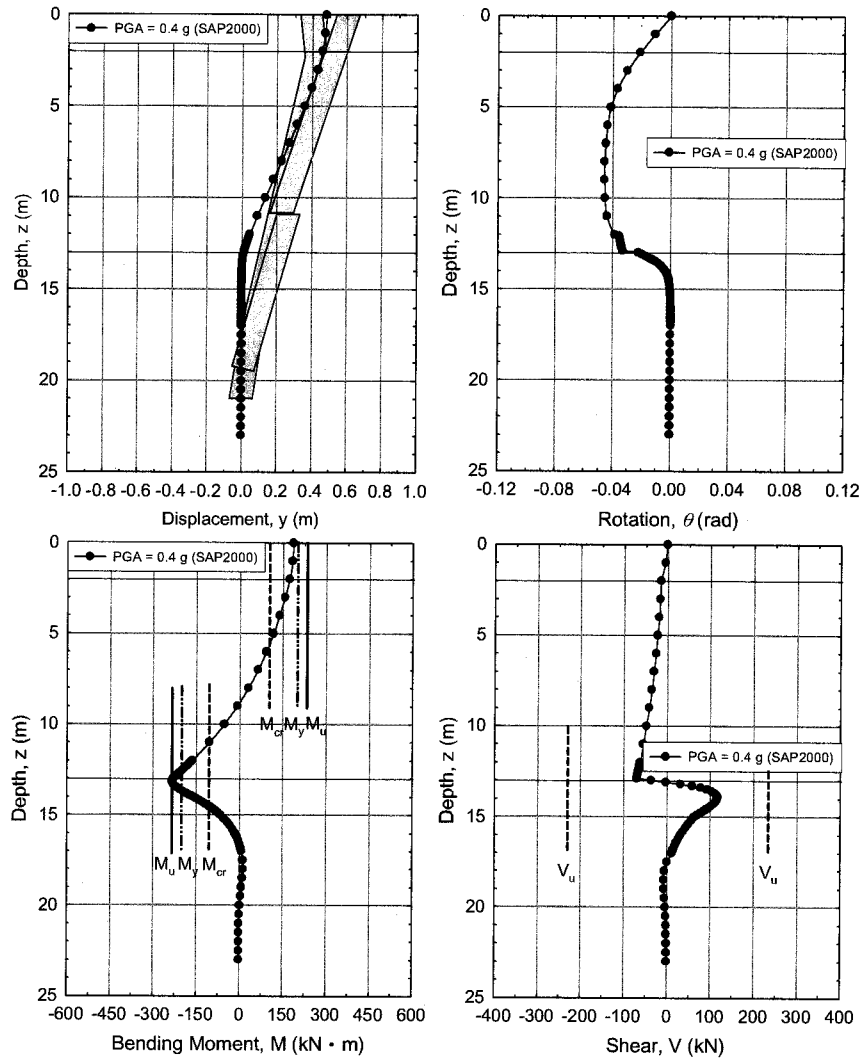 PGA = 0.4 g (SAP2000)
0
5
10
15
20
25
Depth, z (m)
-1.0 -0.8 -0.6 -0.4 -0.2 0.0 0.2 0.4 0.6 0.8 1.0
Displacement, y (m)
PGA = 0.4 g (SAP2000)
0
5
10
15
20
25
Depth, z (m)
-0.12 -0.08 -0.04 0.00 0.04 0.08 0.12
Rotation, θ (rad)
PGA = 0.4 g (SAP2000)
0
5
10
15
20
25
Depth, z (m)
Mcr My Mu
Mu My Mcr
-600 -450 -300 -150 0 150 300 450 600
Bending Moment, M (kN · m)
0
5
10
15
20
25
Depth, z (m)
PGA = 0.4 g (SAP2000)
Vu Vu
-400 -300 -200 -100 0 100 200 300 400
Shear, V (kN)